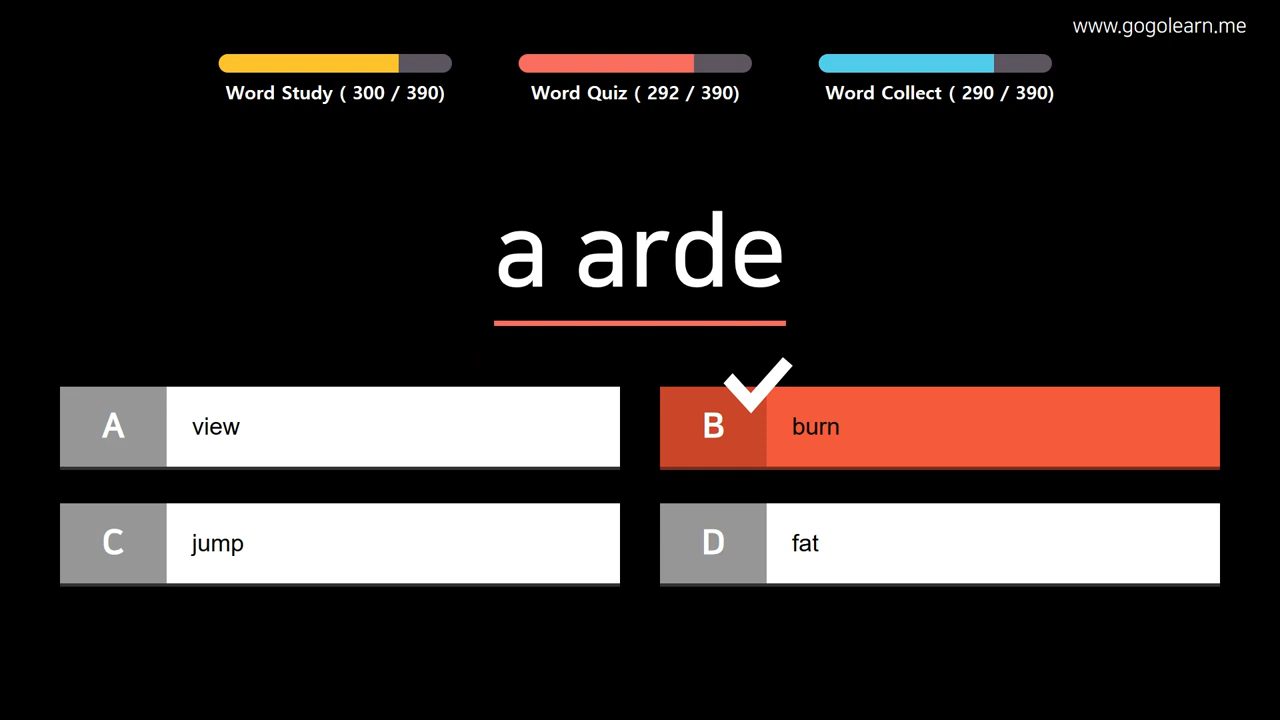 www.gogolearn.me
Word Study ( 300 / 390)
Word Quiz ( 292 / 390)
Word Collect ( 290 / 390)
a arde
A view
B burn
C jump
D fat